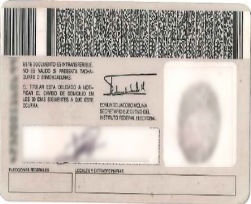 ESTE DOCUMENTO ES INTRANSFERIBLE,
NO ES VALIDO SI PRESENTA TACHA-
DURAS O ENMENDADURAS.
EL TITULAR ESTA OBLIGADO A NOTI-
FICAR EL CAMBIO DE DOMICILIO EN
LOS 30 DIAS SIGUIENTES A QUE ESTE
OCURRA.
EDMUNDO JACOBO MOLINA
SECRETARIO EJECUTIVO DEL
INSTITUTO FEDERAL ELECTORAL
ELECCIONES FEDERALES
LOCALES Y EXTRAORDINARIAS